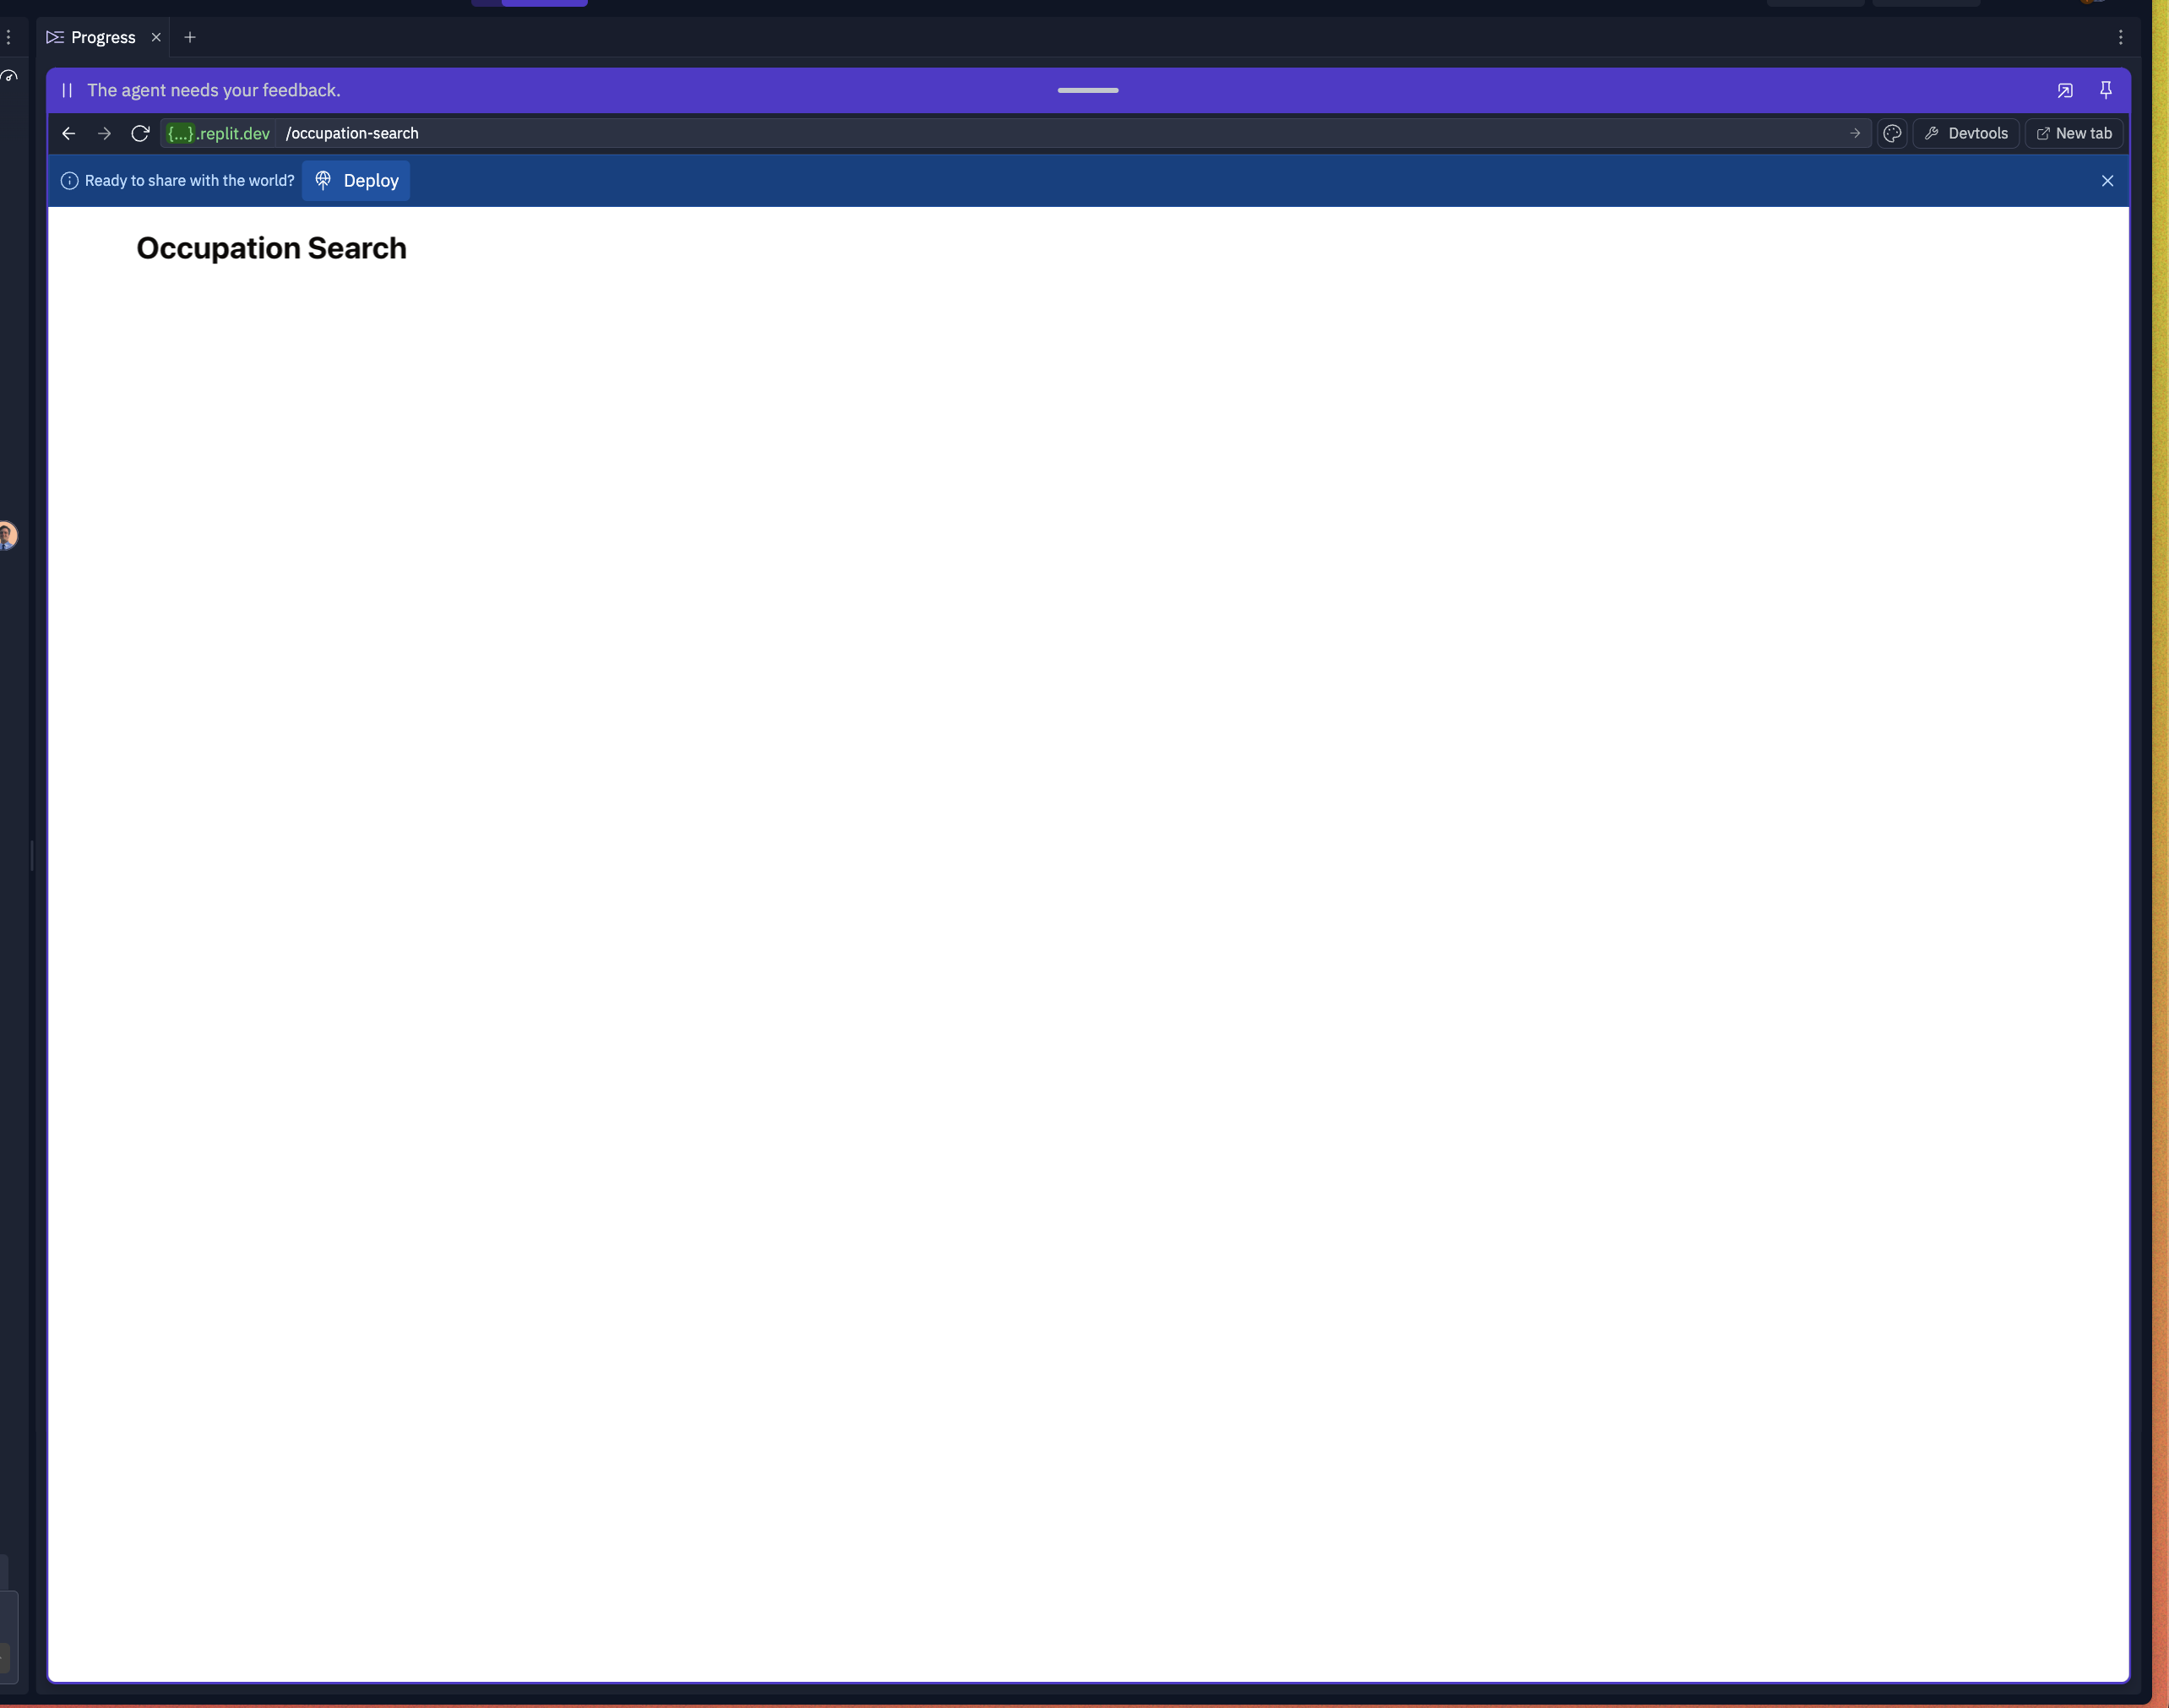 Progress
The agent needs your feedback.
{...}.replit.dev /occupation-search
Devtools
New tab
Ready to share with the world?
Deploy
Occupation Search